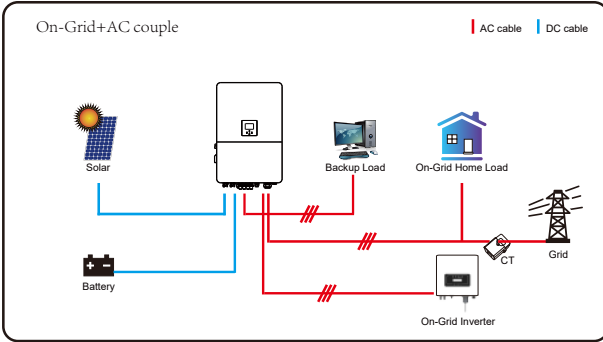 On-Grid+AC couple
AC cable
DC cable
Solar
Backup Load
On-Grid Home Load
CT
Grid
Battery
On-Grid Inverter